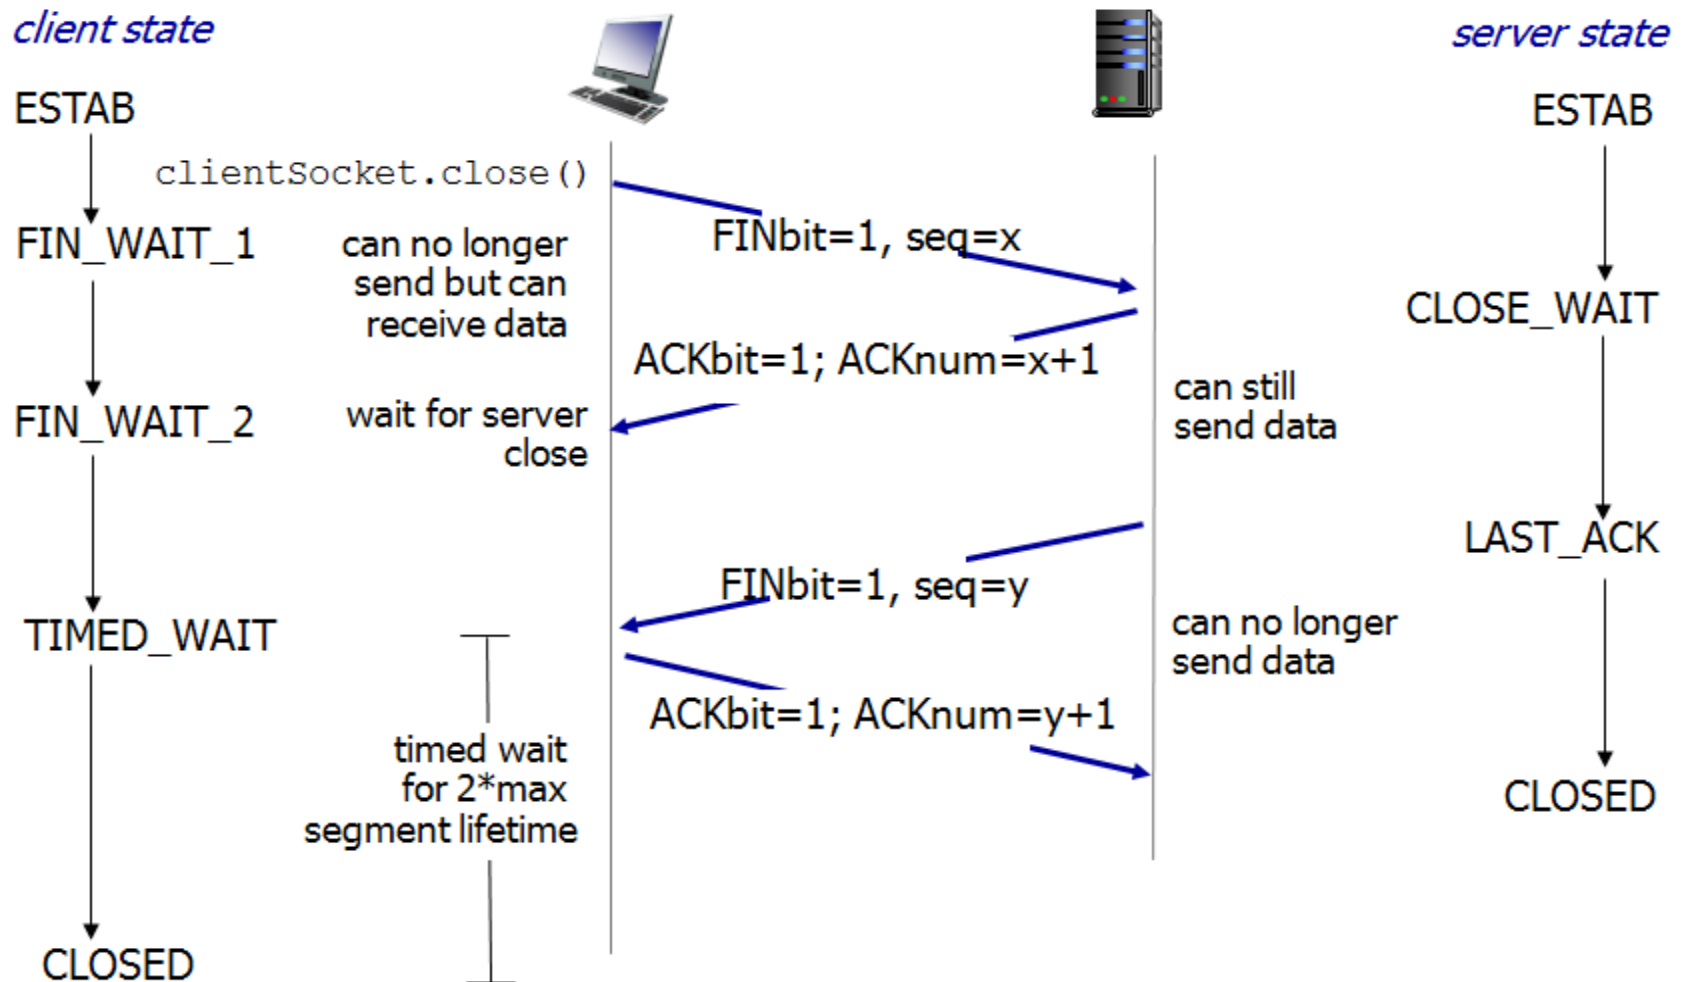 client state
server state
ESTAB
ESTAB
clientSocket.close()
FINbit=1, seq=x
FIN_WAIT_1
can no longer
send but can
receive data
CLOSE_WAIT
ACKbit=1; ACKnum=x+1
can still
send data
FIN_WAIT_2
wait for server
close
LAST_ACK
FINbit=1, seq=y
can no longer
send data
TIMED_WAIT
ACKbit=1; ACKnum=y+1
timed wait
for 2*max
segment lifetime
CLOSED
CLOSED